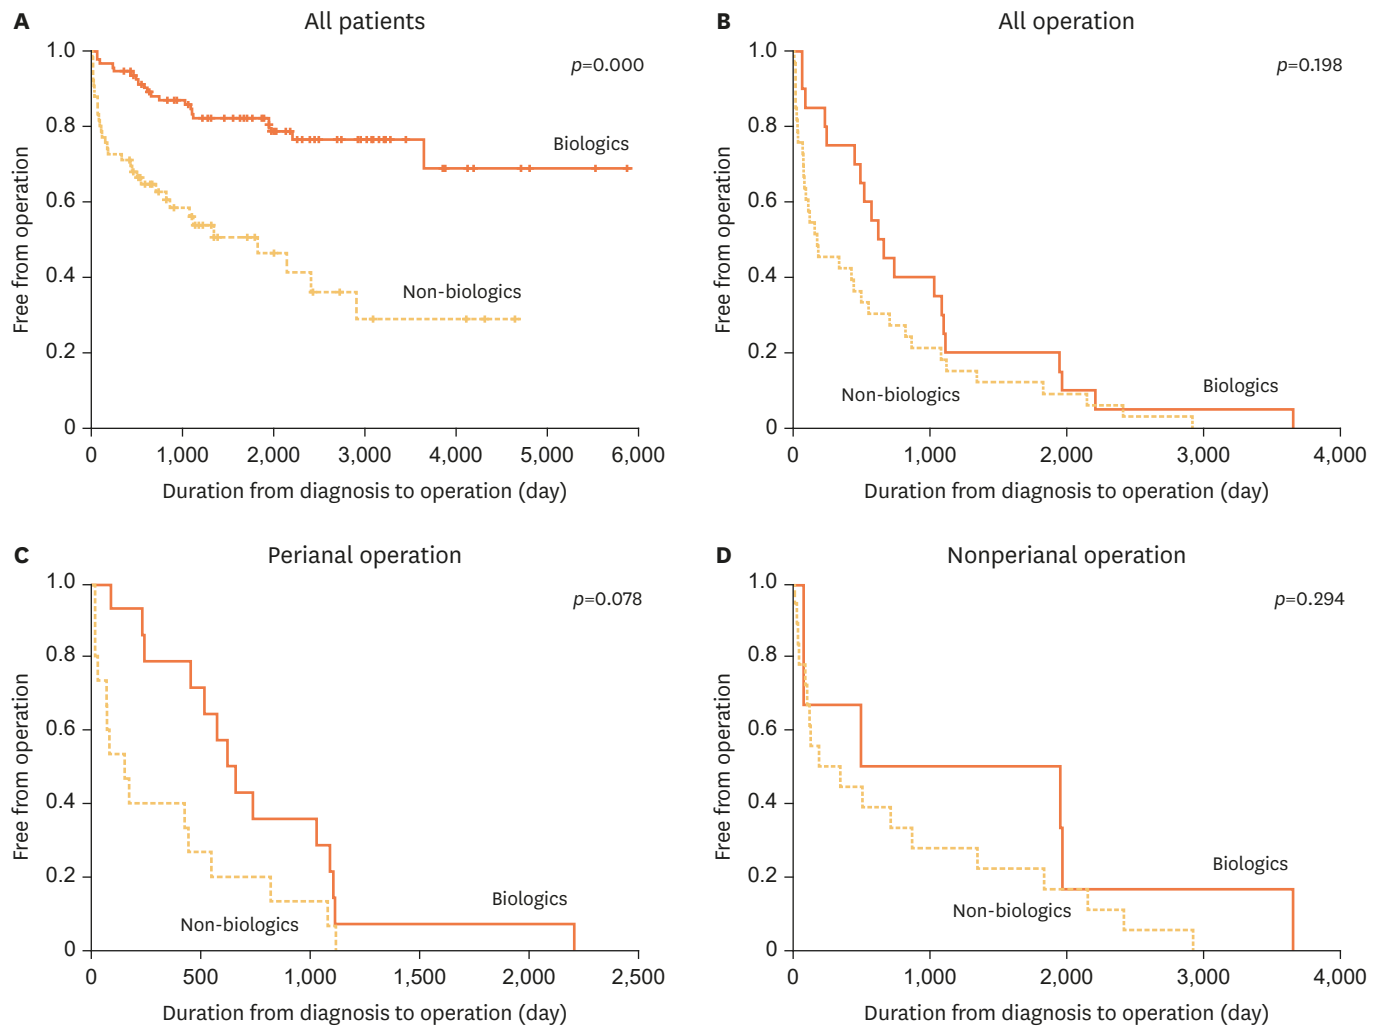 A
All patients
p=0.000
1.0
0.8
0.6
0.4
0.2
0
Free from operation
Biologics
Non-biologics
0 1,000 2,000 3,000 4,000 5,000 6,000
Duration from diagnosis to operation (day)
B
All operation
p=0.198
1.0
0.8
0.6
0.4
0.2
0
Free from operation
Biologics
Non-biologics
0 1,000 2,000 3,000 4,000
Duration from diagnosis to operation (day)
C
Perianal operation
p=0.078
1.0
0.8
0.6
0.4
0.2
0
Free from operation
Biologics
Non-biologics
0 500 1,000 1,500 2,000 2,500
Duration from diagnosis to operation (day)
D
Nonperianal operation
p=0.294
1.0
0.8
0.6
0.4
0.2
0
Free from operation
Biologics
Non-biologics
0 1,000 2,000 3,000 4,000
Duration from diagnosis to operation (day)